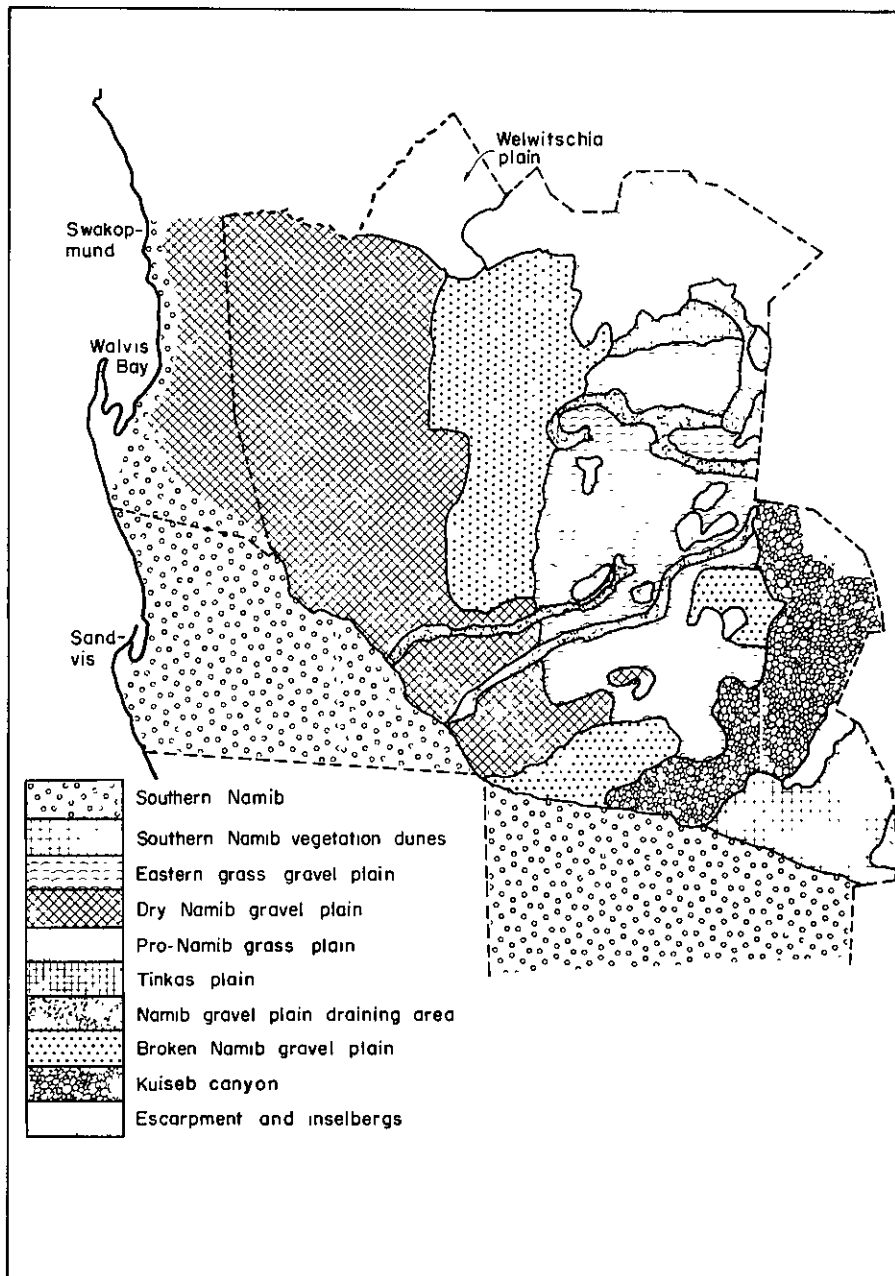 Welwitschia
plain
Swakop-
mund
Walvis
Bay
Sand-
vis
Southern Namib
Southern Namib vegetation dunes
Eastern grass gravel plain
Dry Namib gravel plain
Pro-Namib grass plain
Tinkas plain
Namib gravel plain draining area
Broken Namib gravel plain
Kuiseb canyon
Escarpment and inselbergs